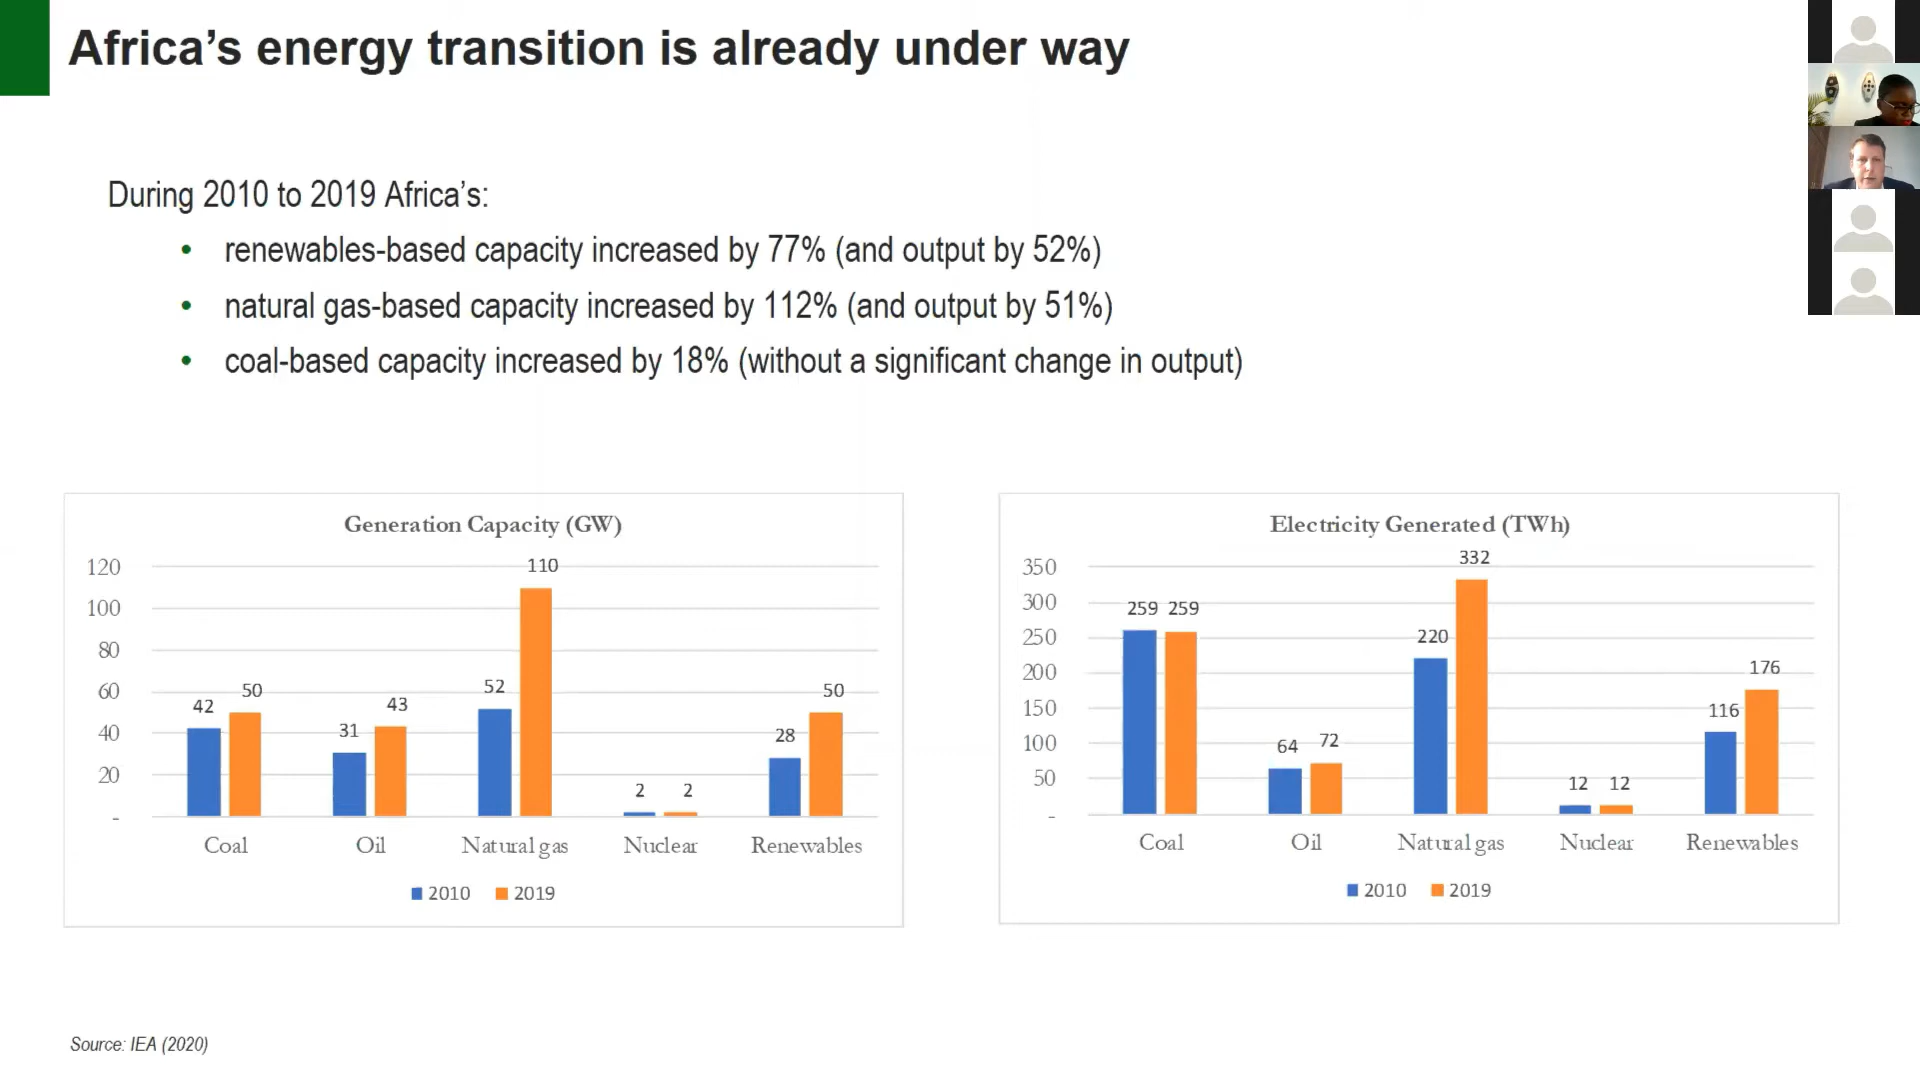 Africa’s energy transition is already under way
During 2010 to 2019 Africa’s:
• renewables-based capacity increased by 77% (and output by 52%)
• natural gas-based capacity increased by 112% (and output by 51%)
• coal-based capacity increased by 18% (without a significant change in output)
Generation Capacity (GW)
120
100
80
60
40
20
-
42 50
31 43
52 110
2 2
28 50
Coal Oil Natural gas Nuclear Renewables
2010 2019
Electricity Generated (TWh)
350
300
250
200
150
100
50
-
259 259
64 72
220 332
12 12
116 176
Coal Oil Natural gas Nuclear Renewables
2010 2019
Source: IEA (2020)